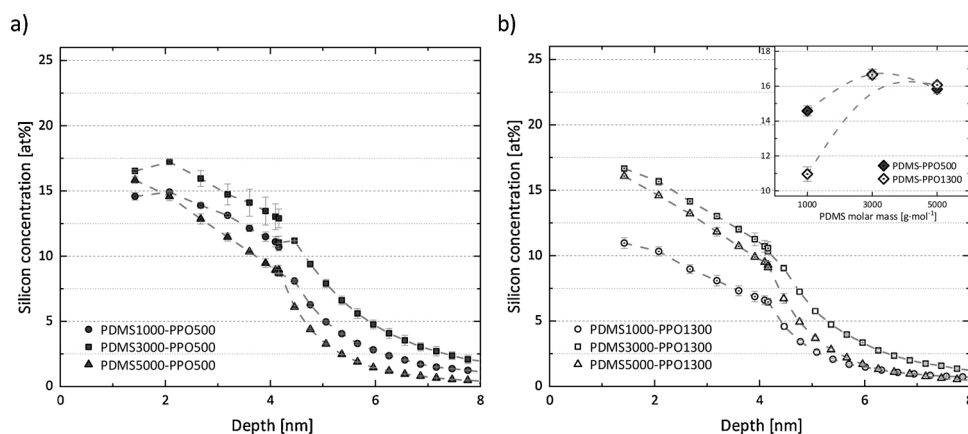 a)
Silicon concentration [at%]
25
20
15
10
5
0
0 2 4 6 8
Depth [nm]
PDMS1000-PPO500
PDMS3000-PPO500
PDMS5000-PPO500
b)
Silicon concentration [at%]
25
20
15
10
5
0
0 2 4 6 8
Depth [nm]
PDMS1000-PPO1300
PDMS3000-PPO1300
PDMS5000-PPO1300
18
16
14
12
10
1000 3000 5000
PDMS molar mass [g·mol⁻¹]
PDMS-PPO500
PDMS-PPO1300